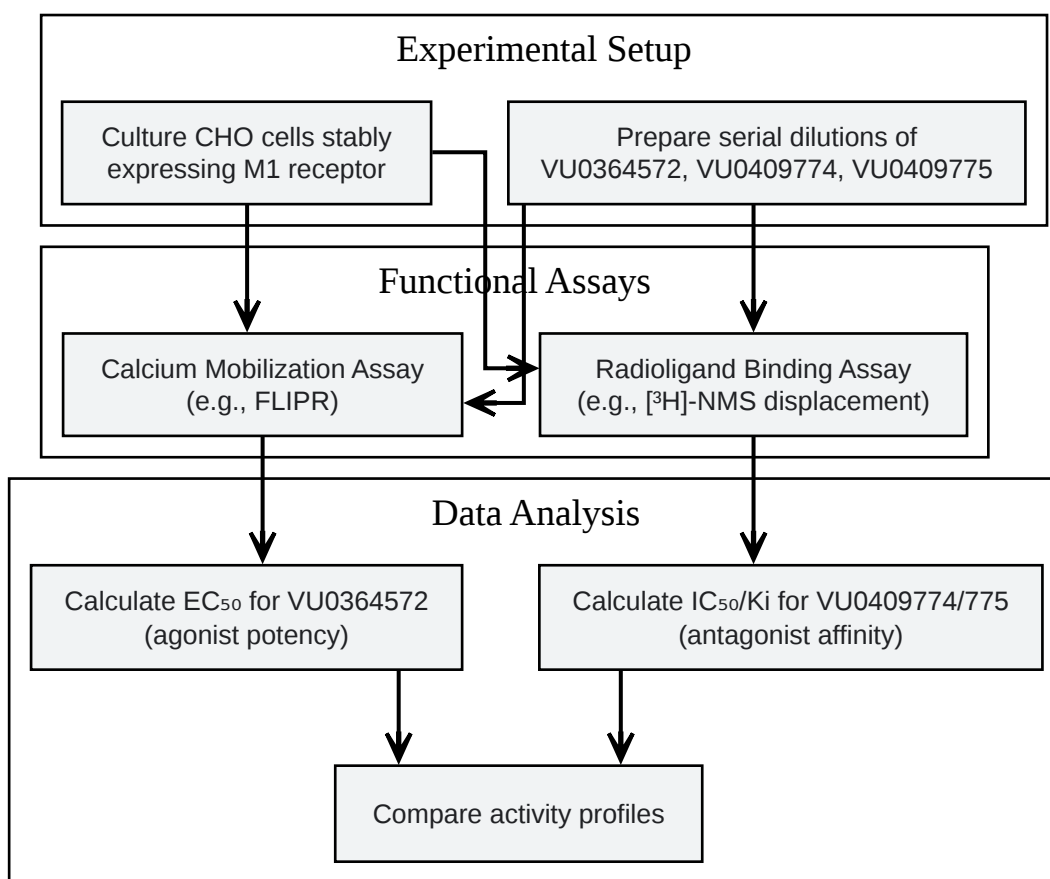 Experimental Setup
Culture CHO cells stably
expressing M1 receptor
Prepare serial dilutions of
VU0364572, VU0409774, VU0409775
Functional Assays
Calcium Mobilization Assay
(e.g., FLIPR)
Radioligand Binding Assay
(e.g., [³H]-NMS displacement)
Data Analysis
Calculate EC₅₀ for VU0364572
(agonist potency)
Calculate IC₅₀/Ki for VU0409774/775
(antagonist affinity)
Compare activity profiles